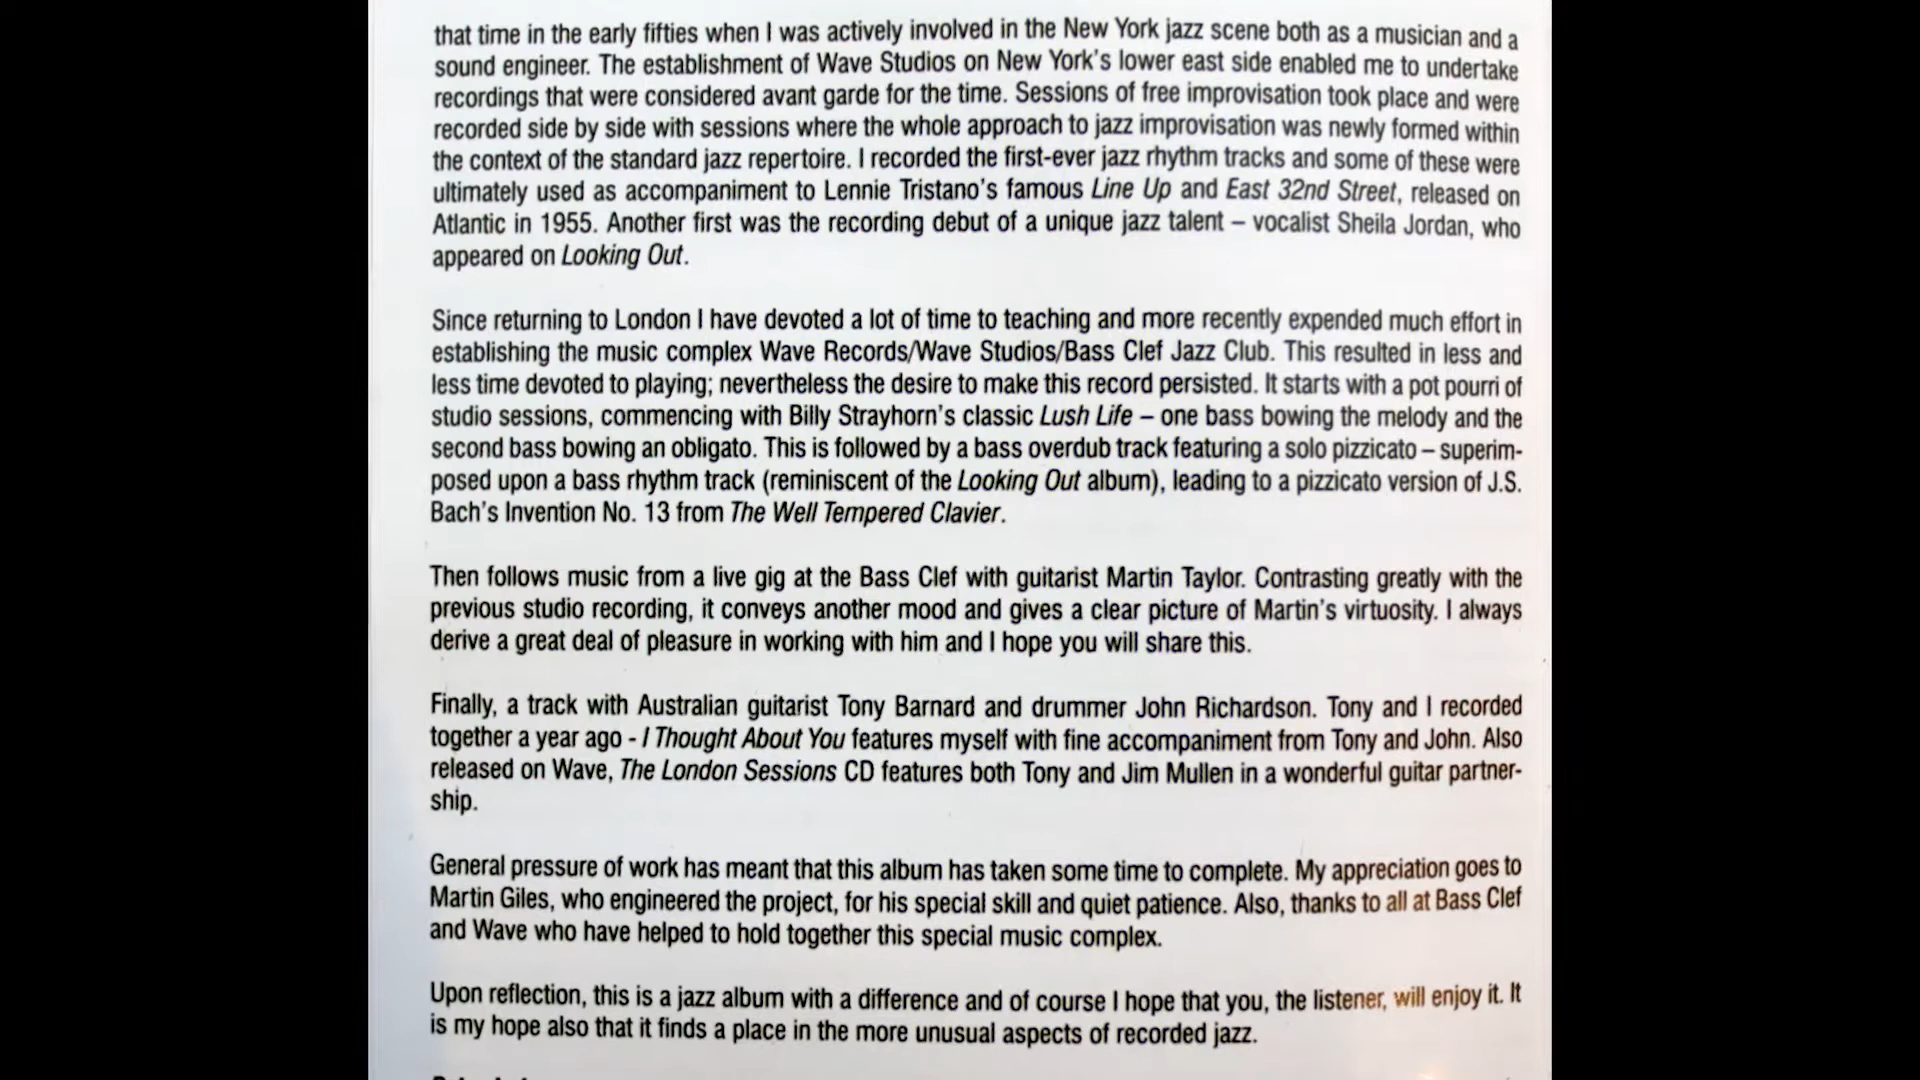 that time in the early fifties when I was actively involved in the New York jazz scene both as a musician and a
sound engineer. The establishment of Wave Studios on New York's lower east side enabled me to undertake
recordings that were considered avant garde for the time. Sessions of free improvisation took place and were
recorded side by side with sessions where the whole approach to jazz improvisation was newly formed within
the context of the standard jazz repertoire. I recorded the first-ever jazz rhythm tracks and some of these were
ultimately used as accompaniment to Lennie Tristano's famous Line Up and East 32nd Street, released on
Atlantic in 1955. Another first was the recording debut of a unique jazz talent – vocalist Sheila Jordan, who
appeared on Looking Out.
Since returning to London I have devoted a lot of time to teaching and more recently expended much effort in
establishing the music complex Wave Records/Wave Studios/Bass Clef Jazz Club. This resulted in less and
less time devoted to playing; nevertheless the desire to make this record persisted. It starts with a pot pourri of
studio sessions, commencing with Billy Strayhorn's classic Lush Life – one bass bowing the melody and the
second bass bowing an obligato. This is followed by a bass overdub track featuring a solo pizzicato – superim-
posed upon a bass rhythm track (reminiscent of the Looking Out album), leading to a pizzicato version of J.S.
Bach's Invention No. 13 from The Well Tempered Clavier.
Then follows music from a live gig at the Bass Clef with guitarist Martin Taylor. Contrasting greatly with the
previous studio recording, it conveys another mood and gives a clear picture of Martin's virtuosity. I always
derive a great deal of pleasure in working with him and I hope you will share this.
Finally, a track with Australian guitarist Tony Barnard and drummer John Richardson. Tony and I recorded
together a year ago - I Thought About You features myself with fine accompaniment from Tony and John. Also
released on Wave, The London Sessions CD features both Tony and Jim Mullen in a wonderful guitar partner-
ship.
General pressure of work has meant that this album has taken some time to complete. My appreciation goes to
Martin Giles, who engineered the project, for his special skill and quiet patience. Also, thanks to all at Bass Clef
and Wave who have helped to hold together this special music complex.
Upon reflection, this is a jazz album with a difference and of course I hope that you, the listener, will enjoy it. It
is my hope also that it finds a place in the more unusual aspects of recorded jazz.